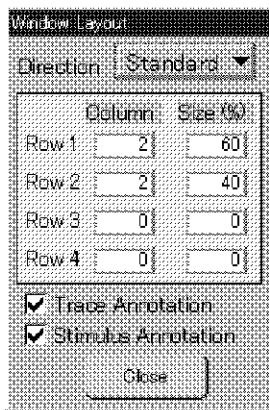 Window Layout
Direction Standard
Column Size (%)
Row 1 2 60
Row 2 2 40
Row 3 0 0
Row 4 0 0
Trace Annotation
Stimulus Annotation
Close